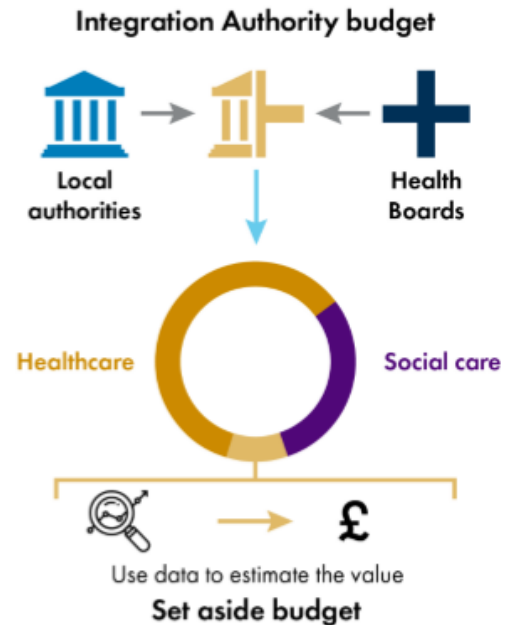 Integration Authority budget
Local
authorities
Health
Boards
Healthcare
Social care
£
Use data to estimate the value
Set aside budget